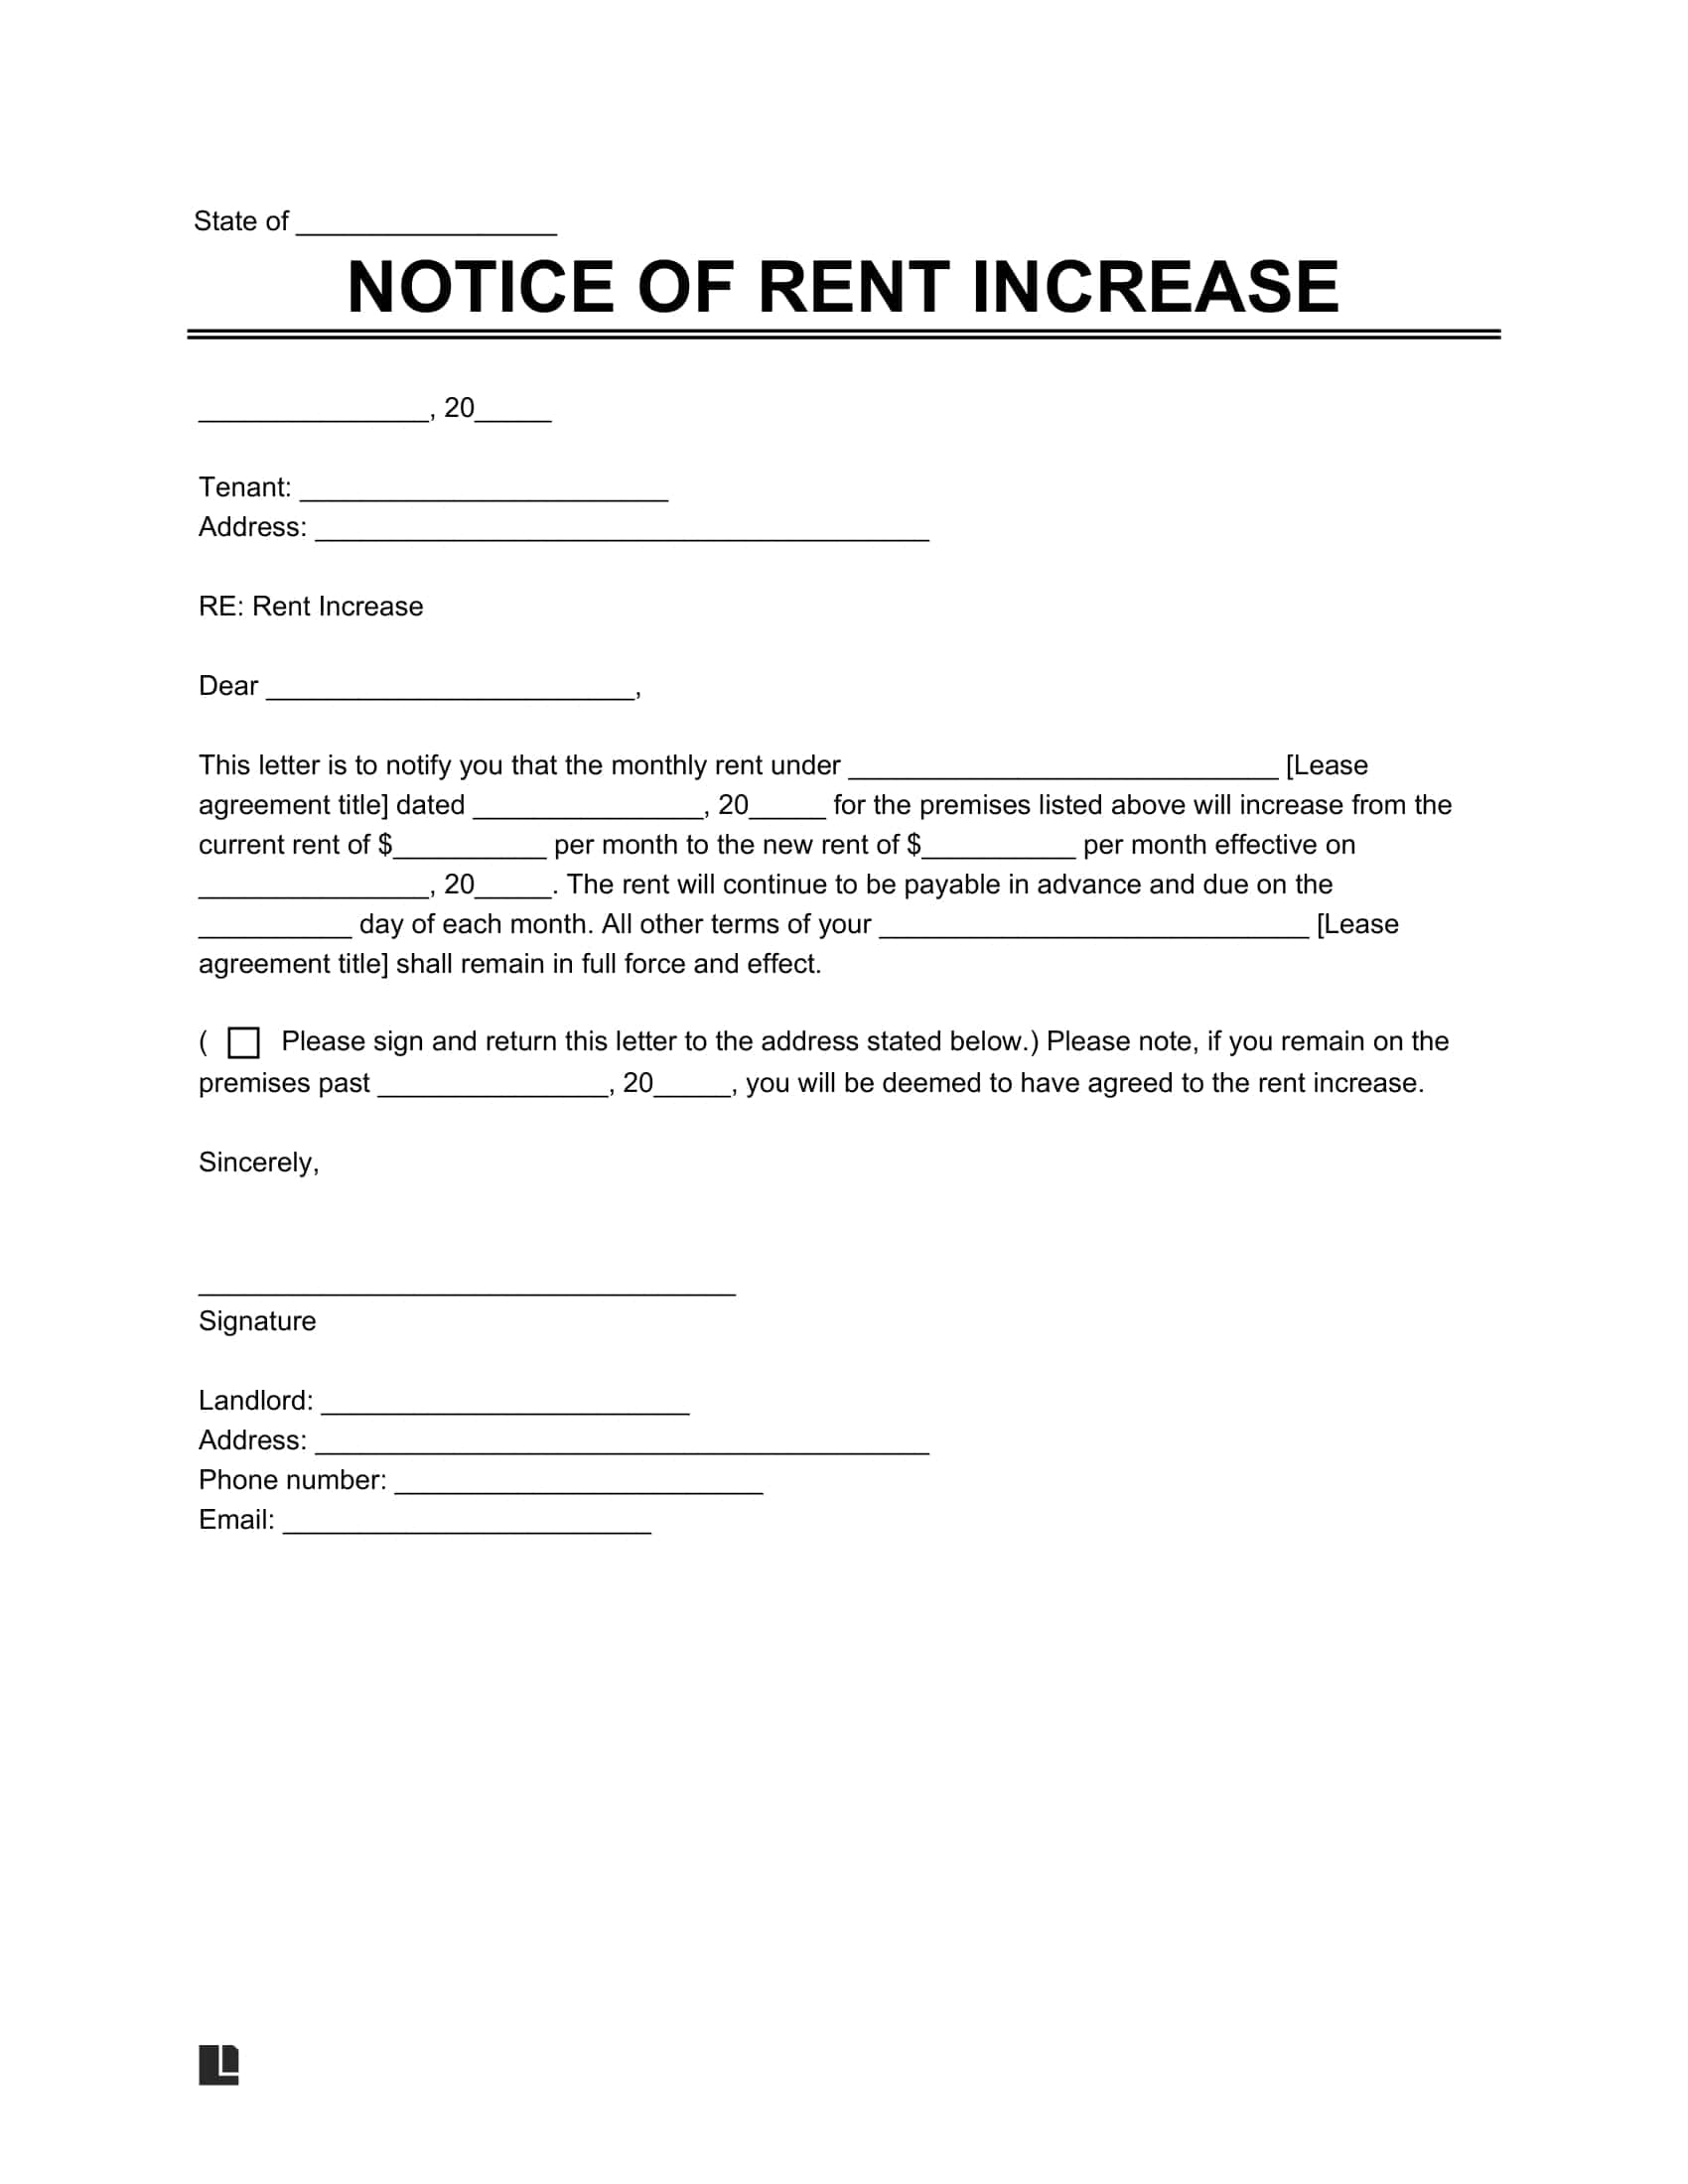 State of _________________
NOTICE OF RENT INCREASE
_______________, 20_____
Tenant: ________________________
Address: ________________________________________
RE: Rent Increase
Dear ________________________,
This letter is to notify you that the monthly rent under ____________________________ [Lease
agreement title] dated _______________, 20_____ for the premises listed above will increase from the
current rent of $__________ per month to the new rent of $__________ per month effective on
_______________, 20_____. The rent will continue to be payable in advance and due on the
__________ day of each month. All other terms of your ____________________________ [Lease
agreement title] shall remain in full force and effect.
( ☐ Please sign and return this letter to the address stated below.) Please note, if you remain on the
premises past _______________, 20_____, you will be deemed to have agreed to the rent increase.
Sincerely,
___________________________________
Signature
Landlord: ________________________
Address: ________________________________________
Phone number: ________________________
Email: ________________________